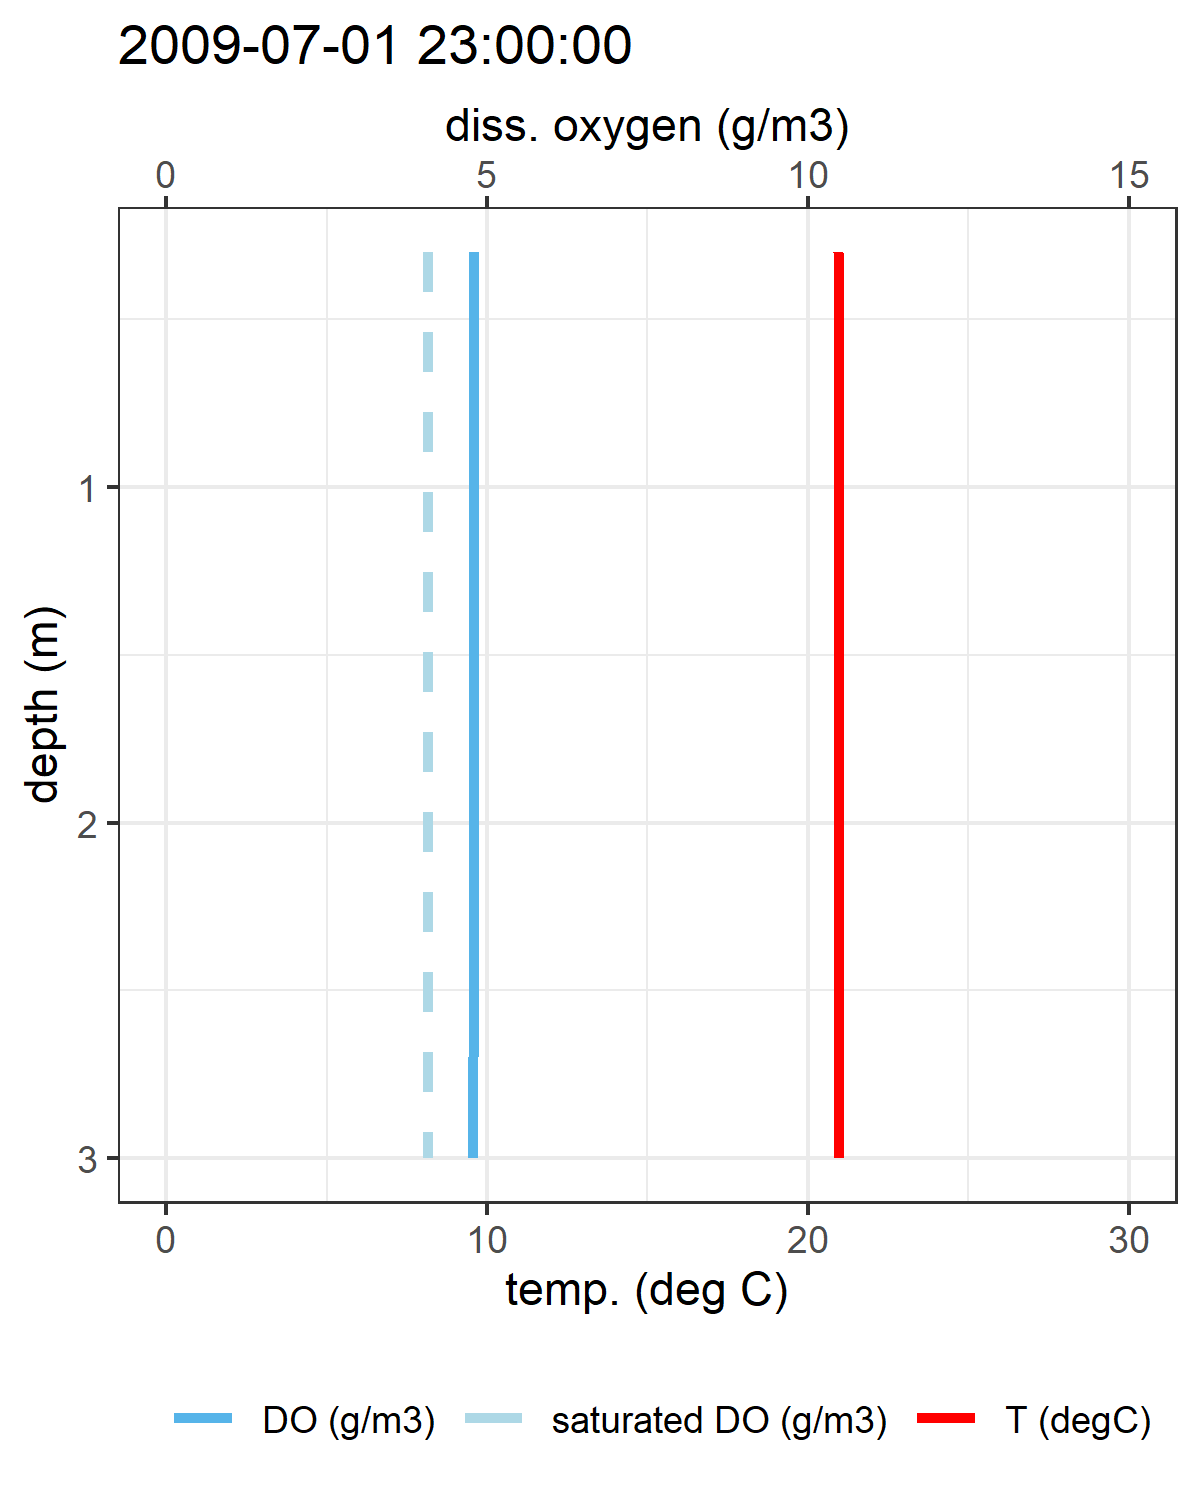 2009-07-01 23:00:00
diss. oxygen (g/m3)
0 5 10 15
1
2
3
depth (m)
0 10 20 30
temp. (deg C)
DO (g/m3) saturated DO (g/m3) T (degC)